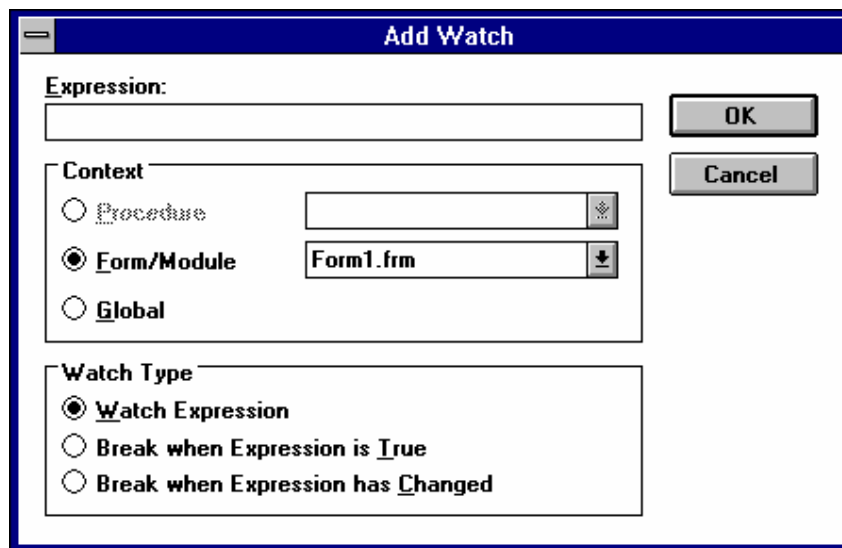 Add Watch
Expression:
OK
Cancel
Context
Procedure
Form/Module Form1.frm
Global
Watch Type
Watch Expression
Break when Expression is True
Break when Expression has Changed